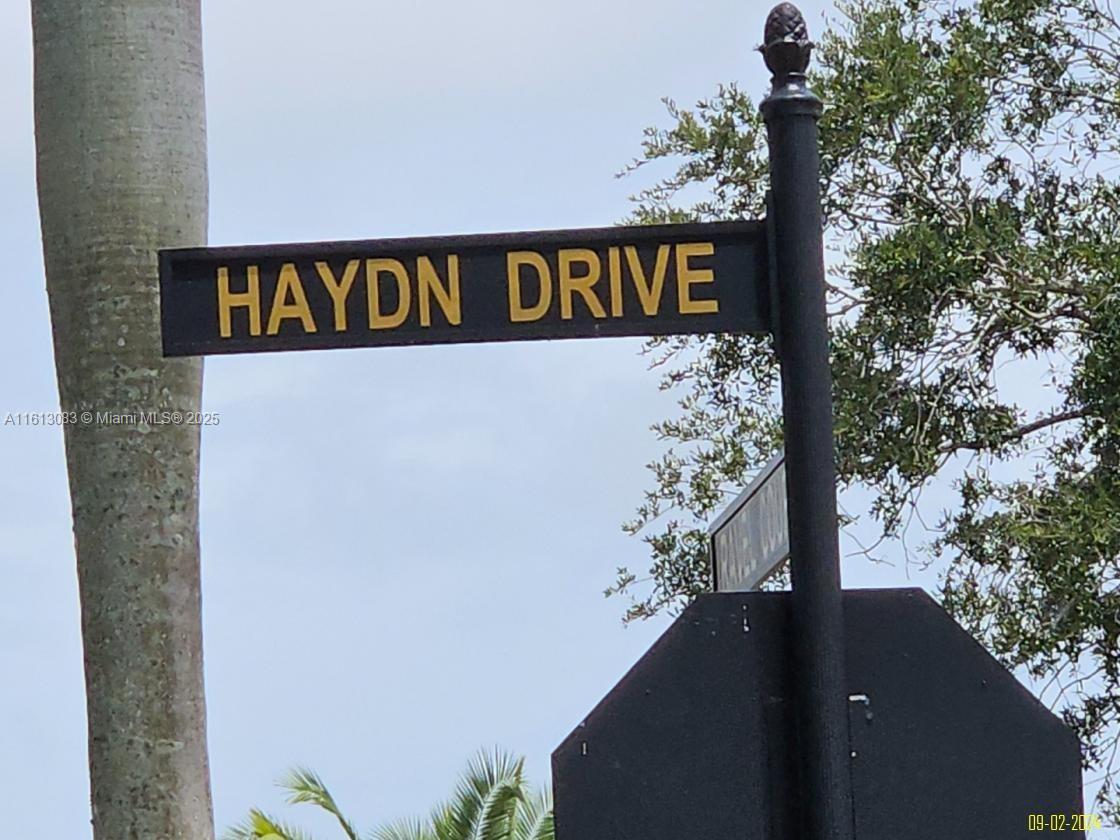 HAYDN DRIVE
A11613083 © Miami MLS® 2025
09-02-2024